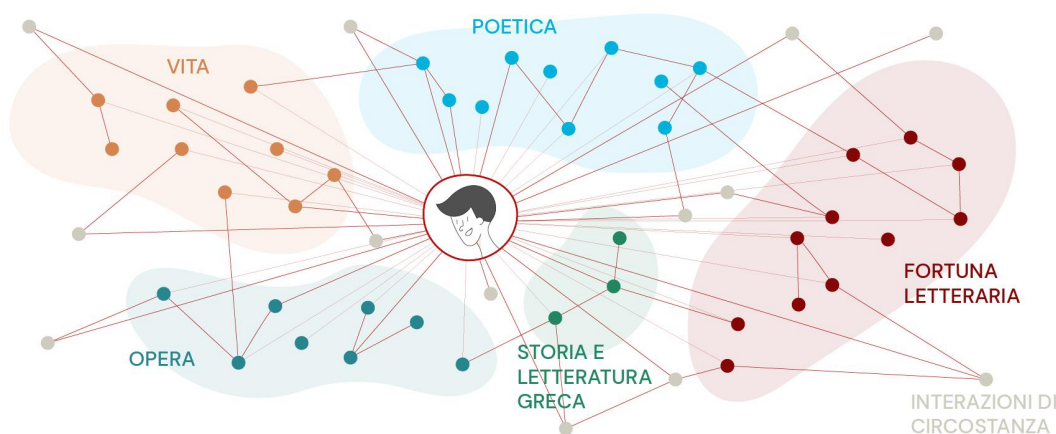 POETICA
VITA
FORTUNA
LETTERARIA
STORIA E
LETTERATURA
GRECA
OPERA
INTERAZIONI DI
CIRCOSTANZA